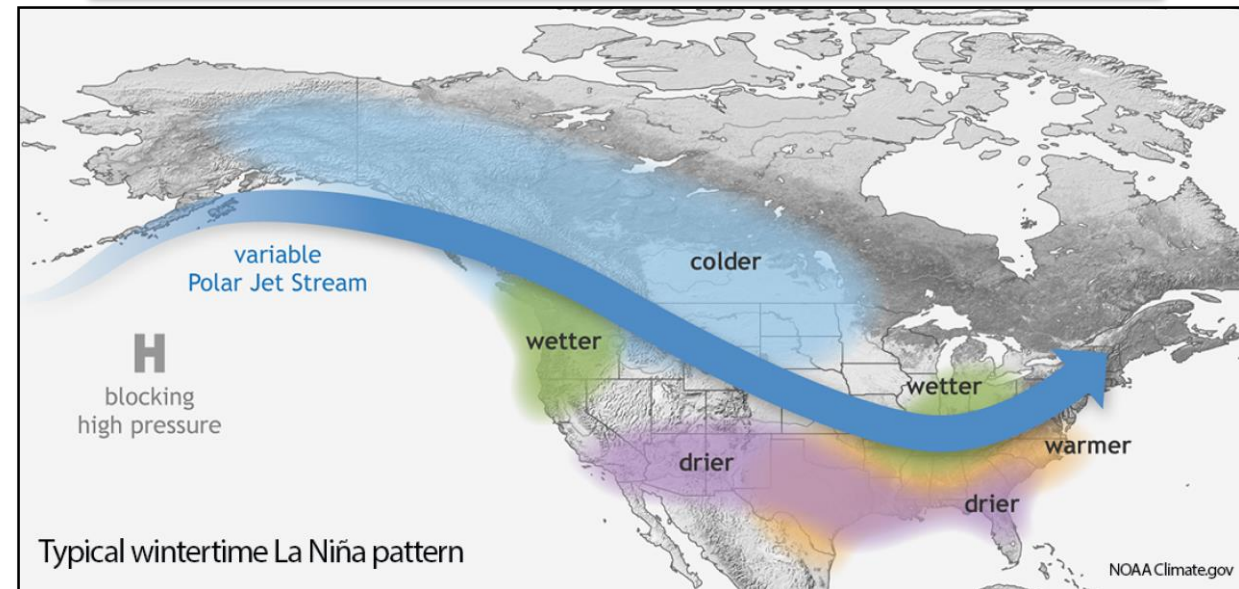 variable
Polar Jet Stream
colder
H
blocking
high pressure
wetter
wetter
warmer
drier
drier
Typical wintertime La Niña pattern
NOAA Climate.gov